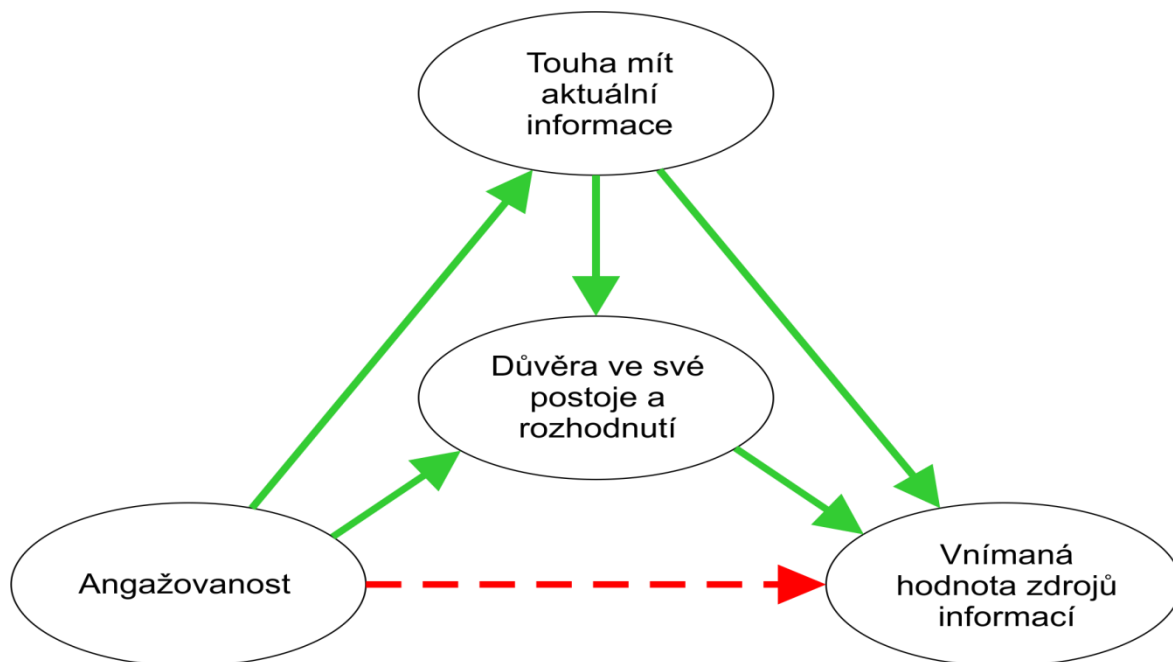 Touha mít
aktuální
informace
Důvěra ve své
postoje a
rozhodnutí
Angažovanost
Vnímaná
hodnota zdrojů
informací